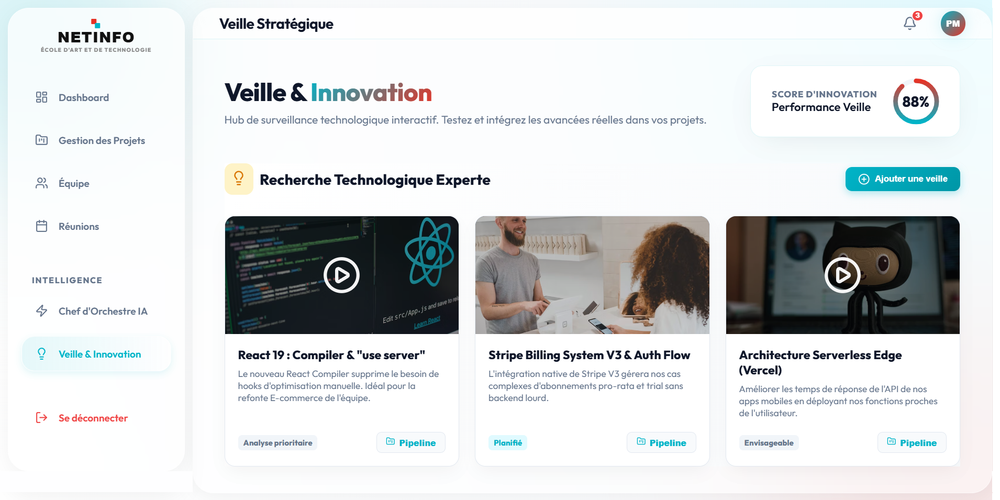 NETINFO
ÉCOLE D'ART ET DE TECHNOLOGIE
Dashboard
Gestion des Projets
Équipe
Réunions
INTELLIGENCE
Chef d'Orchestre IA
Veille & Innovation
Se déconnecter
Veille Stratégique
3
PM
Veille & Innovation
Hub de surveillance technologique interactif. Testez et intégrez les avancées réelles dans vos projets.
SCORE D'INNOVATION
Performance Veille
88%
Recherche Technologique Experte
Ajouter une veille
Edit src/App.js and save to rel
Learn React
React 19 : Compiler & "use server"
Le nouveau React Compiler supprime le besoin de
hooks d'optimisation manuelle. Idéal pour la
refonte E-commerce de l'équipe.
Analyse prioritaire
Pipeline
Stripe Billing System V3 & Auth Flow
L'intégration native de Stripe V3 gérera nos cas
complexes d'abonnements pro-rata et trial sans
backend lourd.
Planifié
Pipeline
Architecture Serverless Edge
(Vercel)
Améliorer les temps de réponse de l'API de nos
apps mobiles en déployant nos fonctions proches
de l'utilisateur.
Envisageable
Pipeline